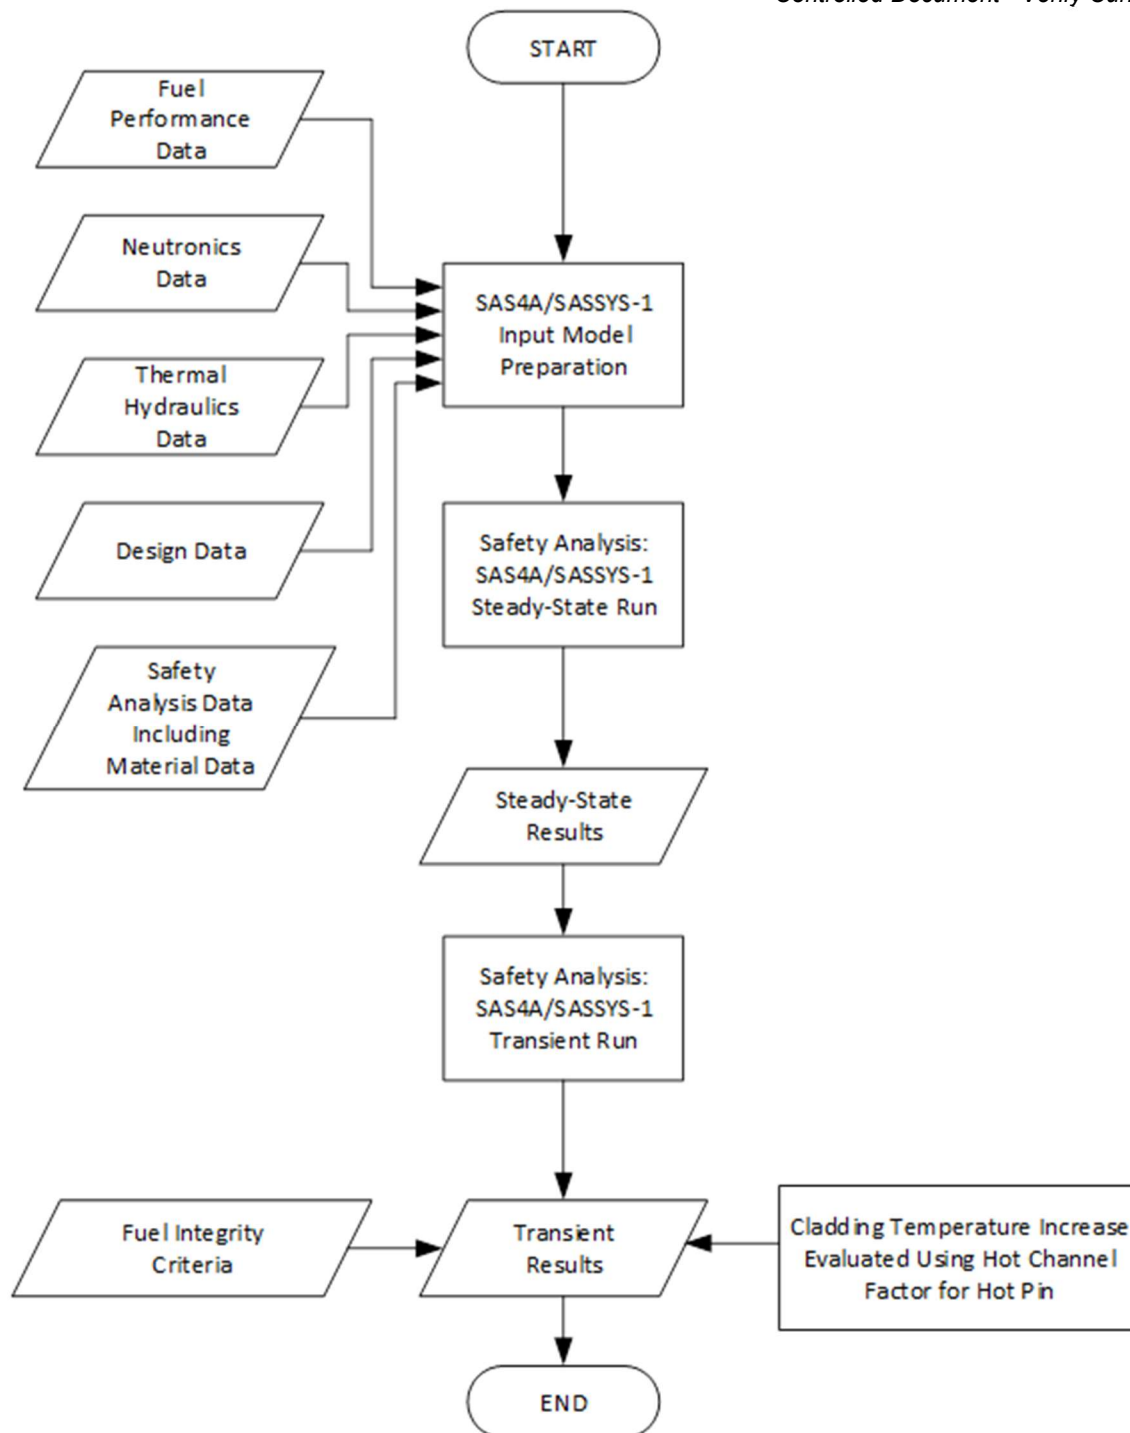 Controlled Document - Verify
START
Fuel
Performance
Data
Neutronics
Data
SAS4A/SASSYS-1
Input Model
Preparation
Thermal
Hydraulics
Data
Design Data
Safety Analysis:
SAS4A/SASSYS-1
Steady-State Run
Safety
Analysis Data
Including
Material Data
Steady-State
Results
Safety Analysis:
SAS4A/SASSYS-1
Transient Run
Fuel Integrity
Criteria
Transient
Results
Cladding Temperature Increase
Evaluated Using Hot Channel
Factor for Hot Pin
END